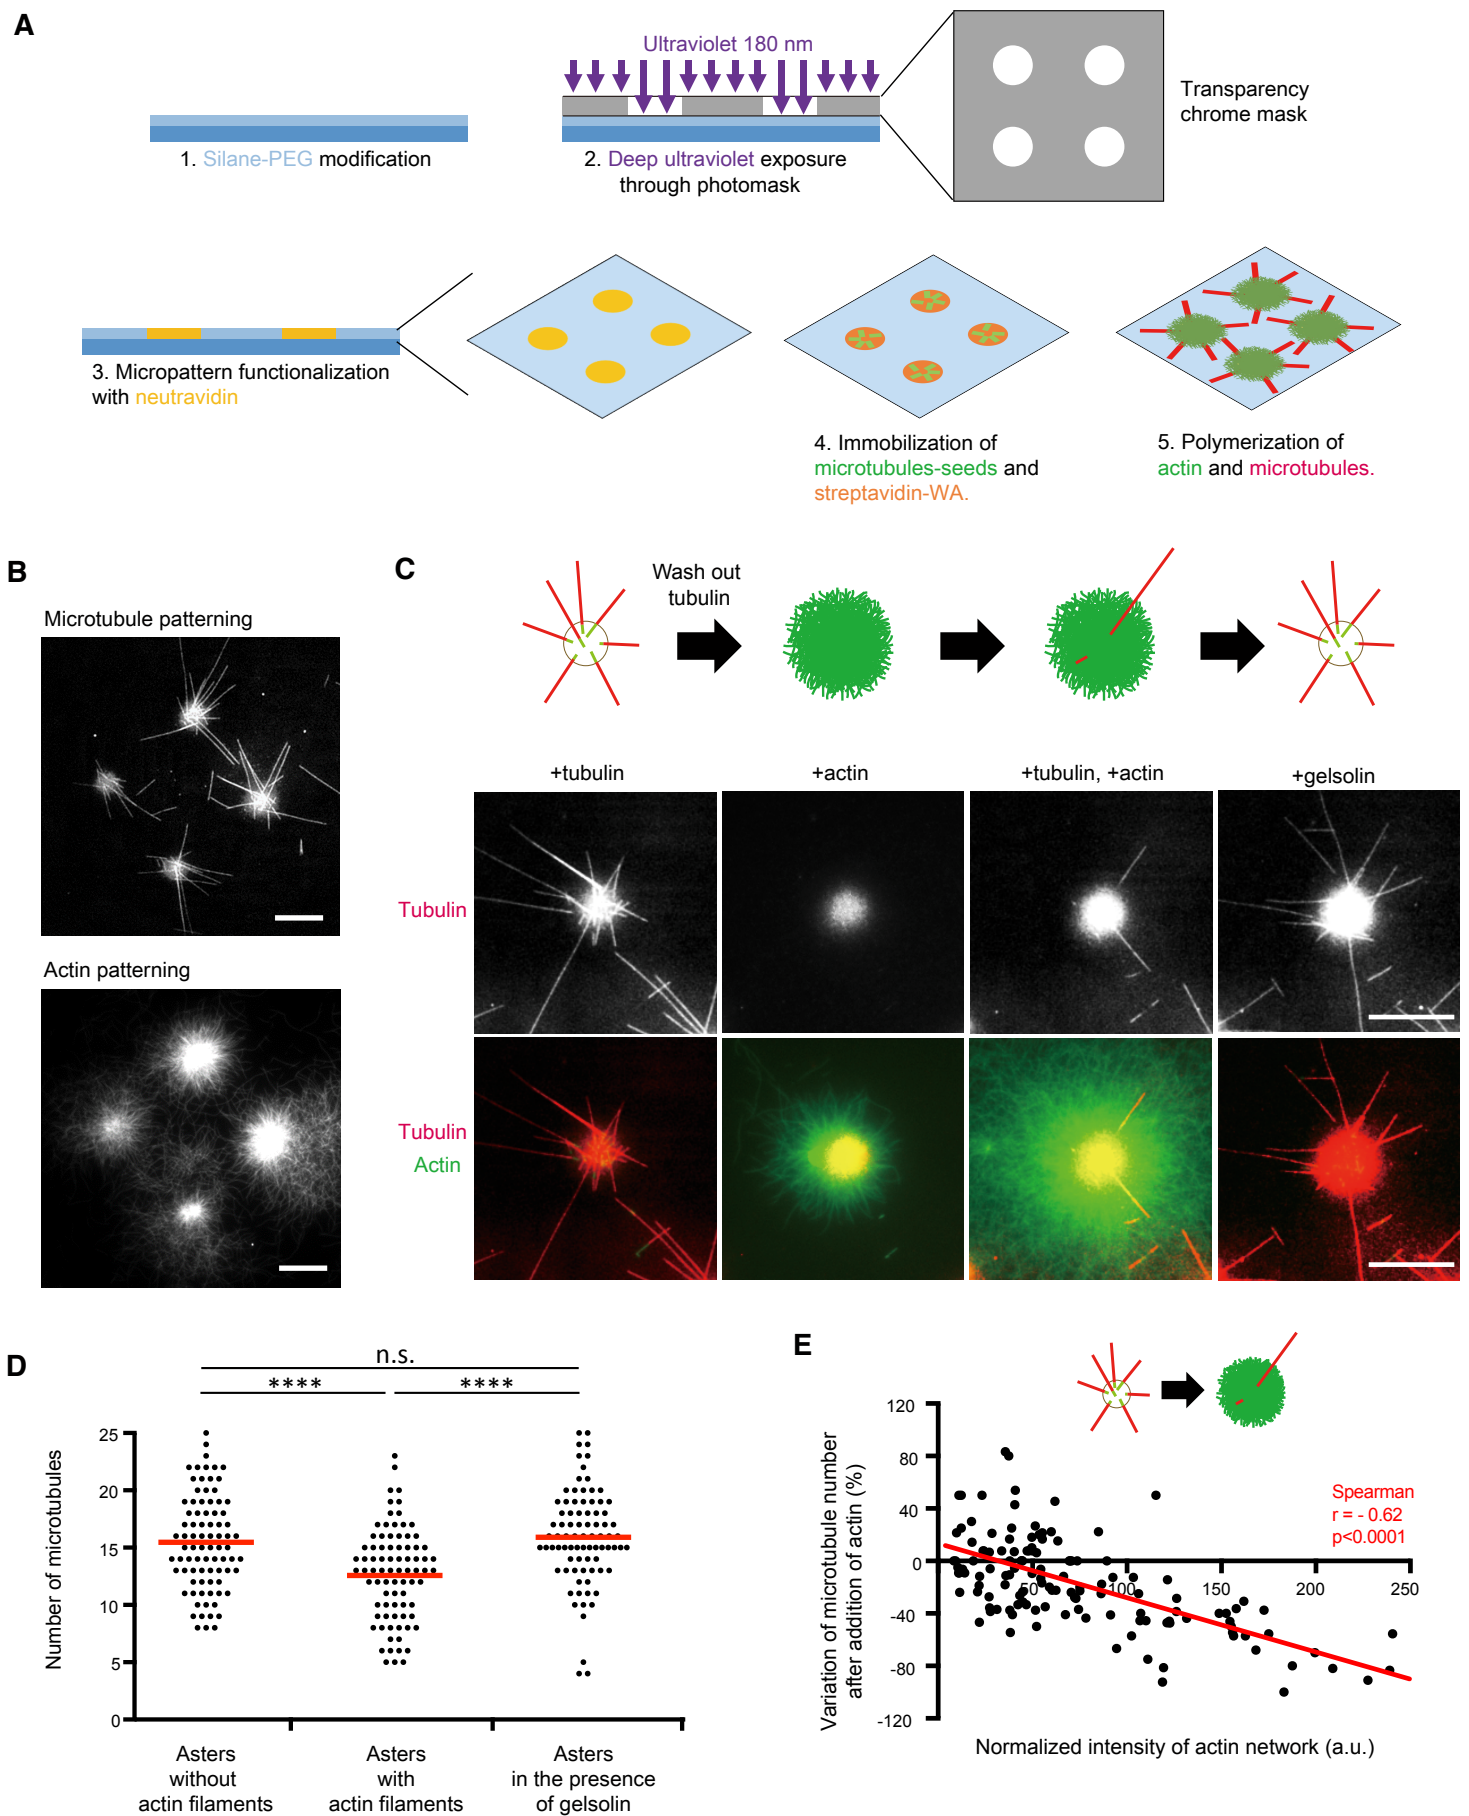 A
Ultraviolet 180 nm
Transparency
chrome mask
1. Silane-PEG modification
2. Deep ultraviolet exposure
through photomask
3. Micropattern functionalization
with neutravidin
4. Immobilization of
microtubules-seeds and
streptavidin-WA.
5. Polymerization of
actin and microtubules.
B
Microtubule patterning
Actin patterning
C
Wash out
tubulin
+tubulin
+actin
+tubulin, +actin
+gelsolin
Tubulin
Tubulin
Actin
D
n.s.
****
****
Number of microtubules
25
20
15
10
5
0
Asters
without
actin filaments
Asters
with
actin filaments
Asters
in the presence
of gelsolin
E
Variation of microtubule number
after addition of actin (%)
120
80
40
0
-40
-80
-120
50
100
150
200
250
Spearman
r = - 0.62
p<0.0001
Normalized intensity of actin network (a.u.)